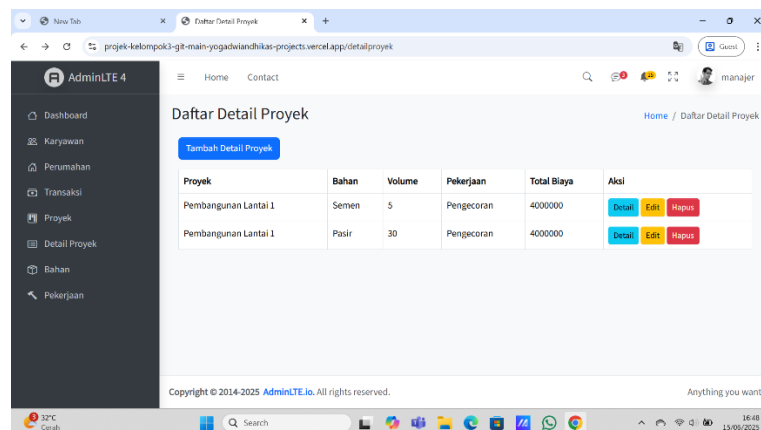 New Tab
Daftar Detail Proyek
projek-kelompok3-git-main-yogadwiandhikas-projects.vercel.app/detailproyek
Guest
AdminLTE 4
Home
Contact
manajer
Dashboard
Karyawan
Perumahan
Transaksi
Proyek
Detail Proyek
Bahan
Pekerjaan
Daftar Detail Proyek
Home / Daftar Detail Proyek
Tambah Detail Proyek
Proyek Bahan Volume Pekerjaan Total Biaya Aksi
Pembangunan Lantai 1 Semen 5 Pengecoran 4000000 Detail Edit Hapus
Pembangunan Lantai 1 Pasir 30 Pengecoran 4000000 Detail Edit Hapus
Copyright © 2014-2025 AdminLTE.io. All rights reserved.
Anything you want
3
32°C
Cerah
Search
16:48
15/06/2025